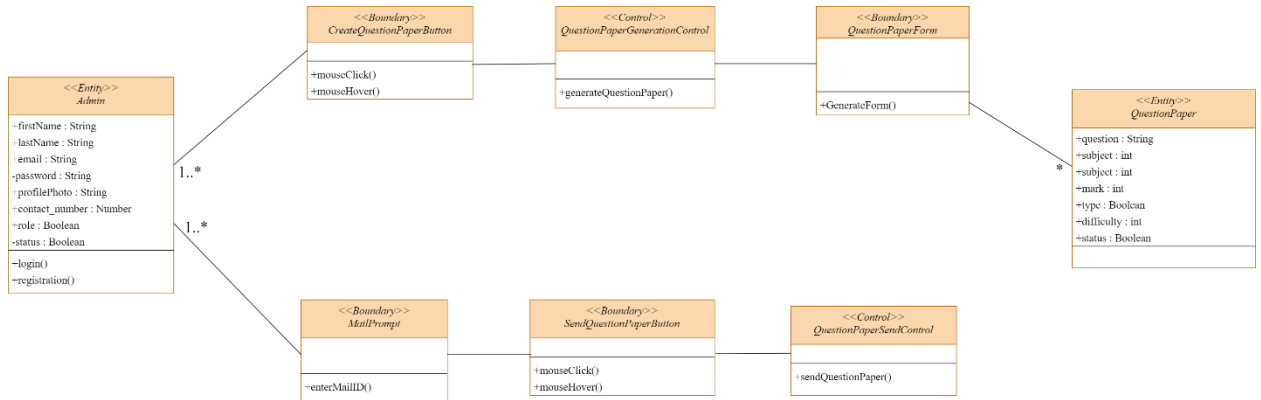 <<Entity>>
Admin
+firstName : String
+lastName : String
+email : String
-password : String
+profilePhoto : String
+contact_number : Number
+role : Boolean
-status : Boolean
+login()
+registration()
1..*
1..*
<<Boundary>>
CreateQuestionPaperButton
+mouseClick()
+mouseHover()
<<Control>>
QuestionPaperGenerationControl
+generateQuestionPaper()
<<Boundary>>
QuestionPaperForm
+GenerateForm()
*
<<Entity>>
QuestionPaper
+question : String
+subject : int
+subject : int
+mark : int
+type : Boolean
+difficulty : int
+status : Boolean
<<Boundary>>
MailPrompt
+enterMailID()
<<Boundary>>
SendQuestionPaperButton
+mouseClick()
+mouseHover()
<<Control>>
QuestionPaperSendControl
+sendQuestionPaper()